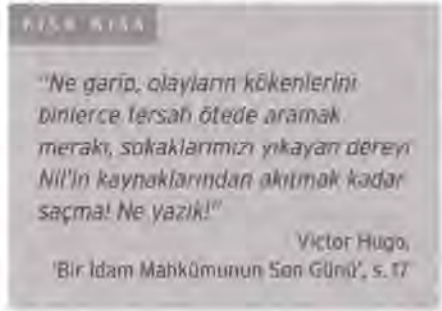 KISA KISA
"Ne garip, olayların kökenlerini
binlerce fersah ötede aramak
merakı, sokaklarımızı yıkayan dereyi
Nil'in kaynaklarından akıtmak kadar
saçma! Ne yazık!"
Victor Hugo,
'Bir İdam Mahkûmunun Son Günü', s. 17